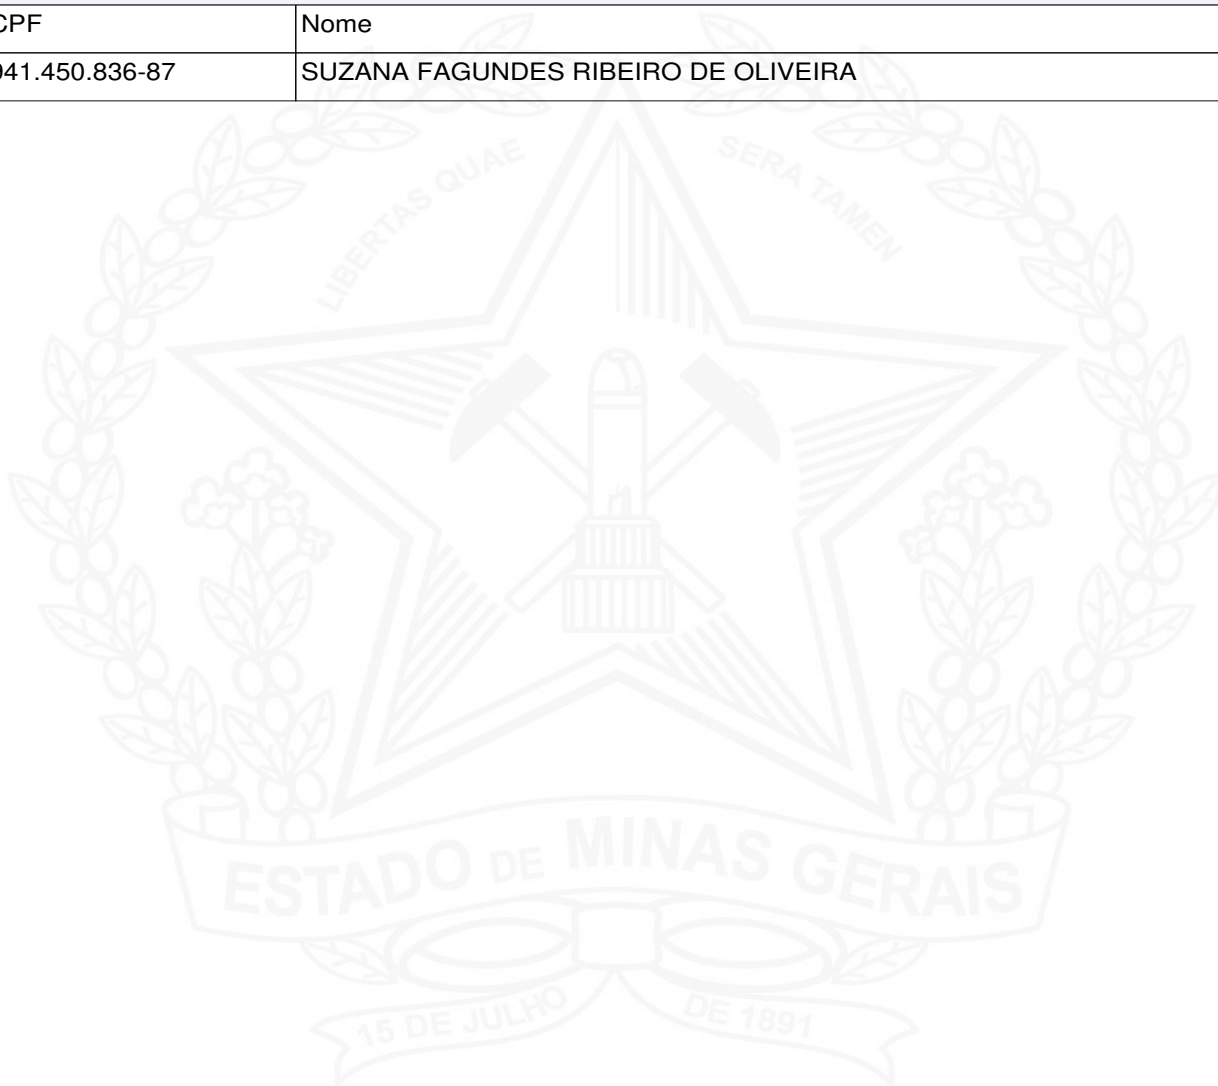 CPF Nome
941.450.836-87 SUZANA FAGUNDES RIBEIRO DE OLIVEIRA
LIBERTAS QUAE SERA TAMEN
ESTADO DE MINAS GERAIS
15 DE JULHO DE 1891